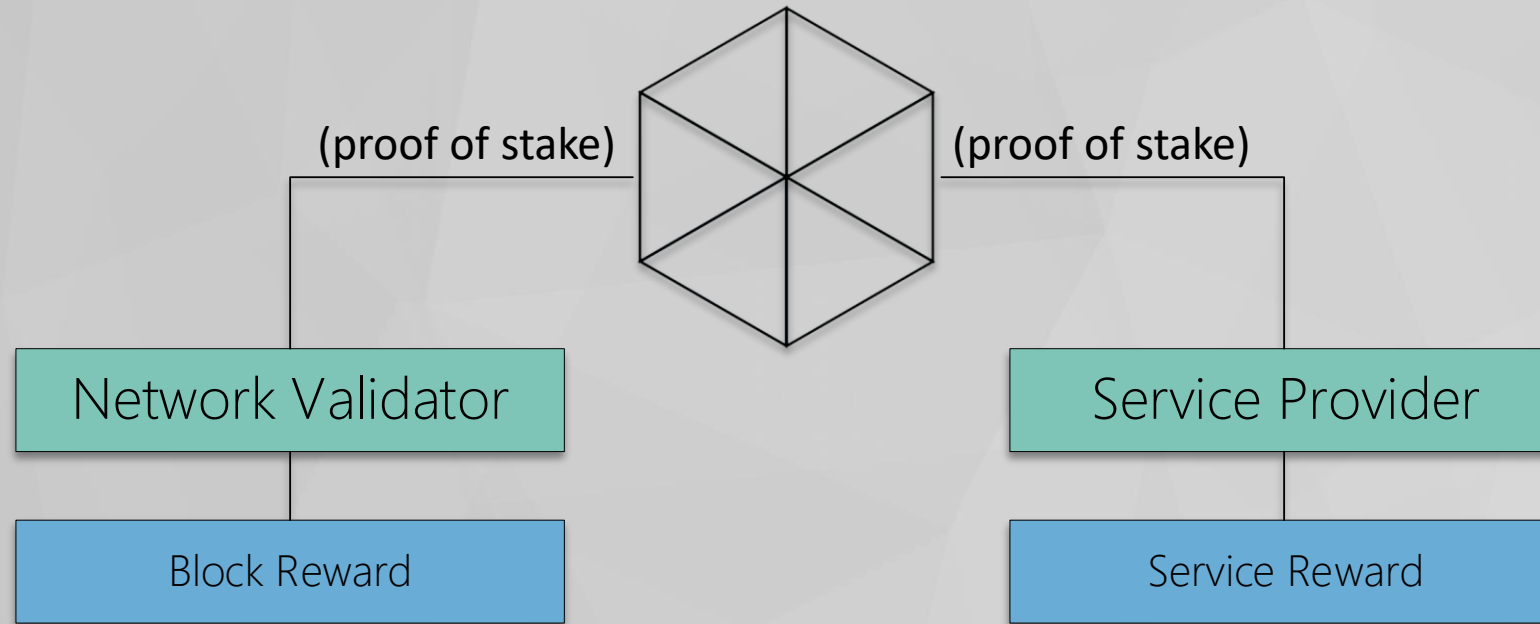 (proof of stake)
(proof of stake)
Network Validator
Service Provider
Block Reward
Service Reward